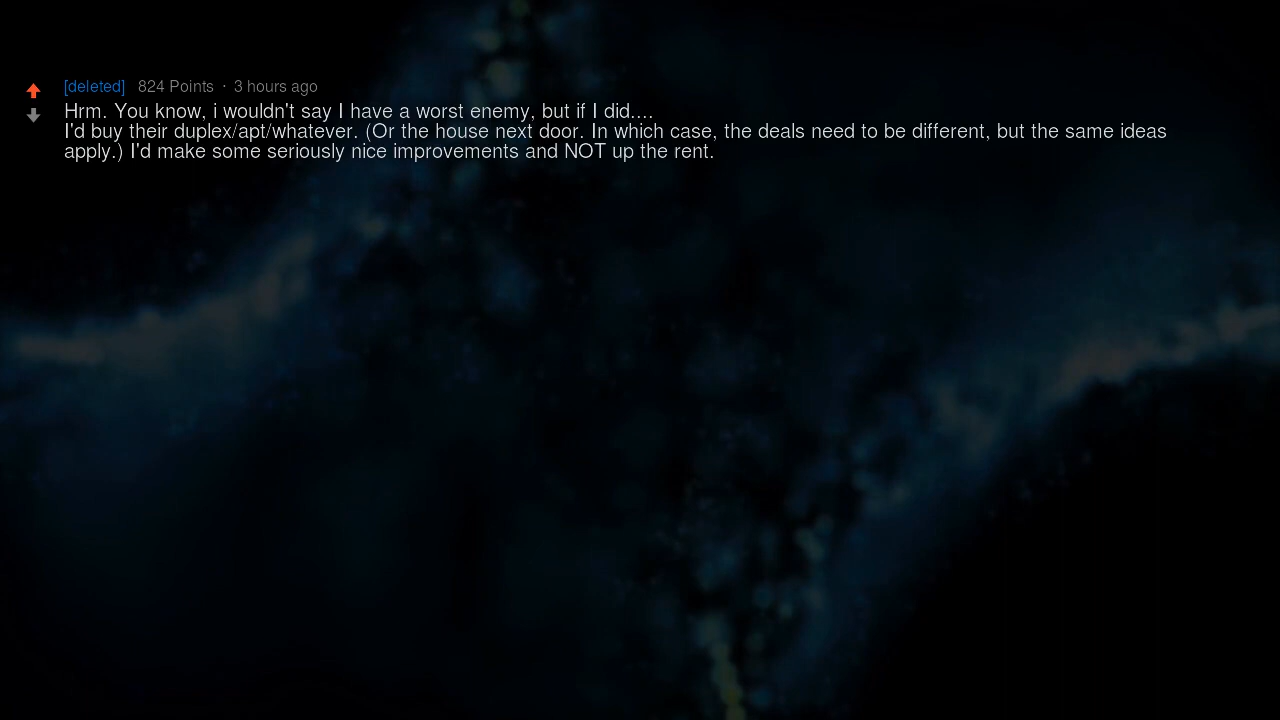 [deleted] 824 Points · 3 hours ago
Hrm. You know, i wouldn't say I have a worst enemy, but if I did....
I'd buy their duplex/apt/whatever. (Or the house next door. In which case, the deals need to be different, but the same ideas
apply.) I'd make some seriously nice improvements and NOT up the rent.